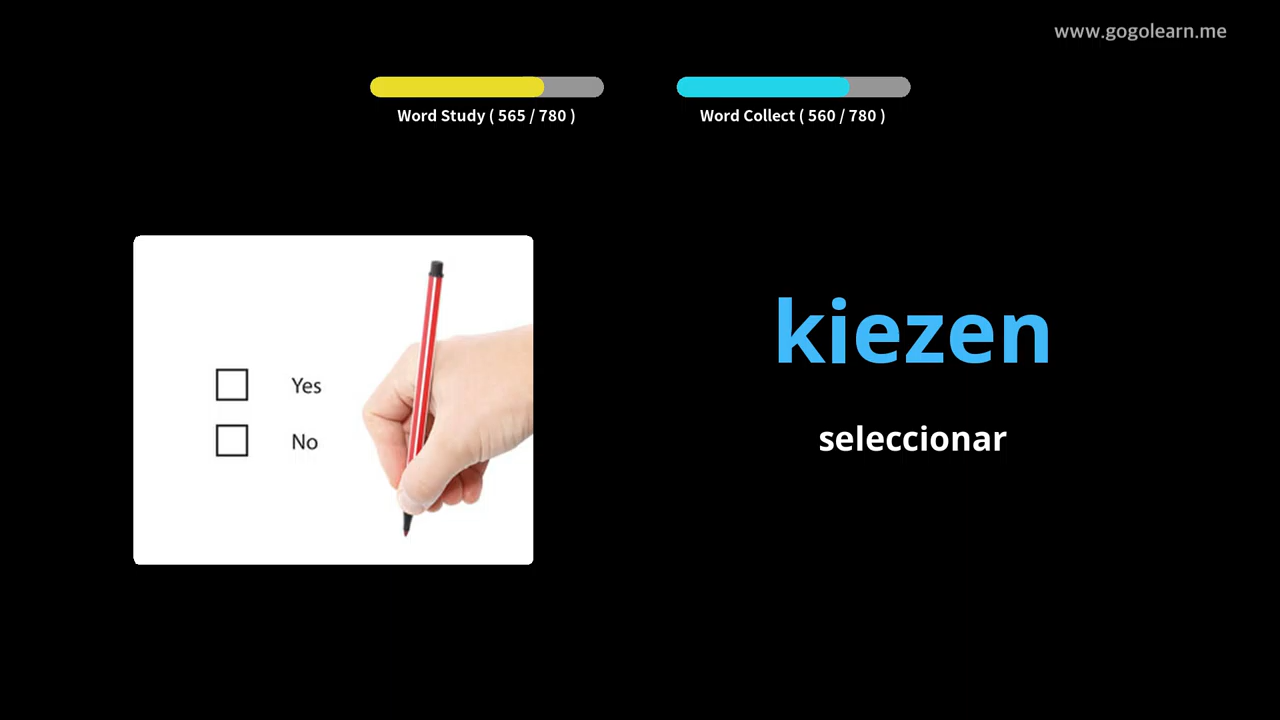 www.gogolearn.me
Word Study ( 565 / 780 )
Word Collect ( 560 / 780 )
Yes
No
kiezen
seleccionar